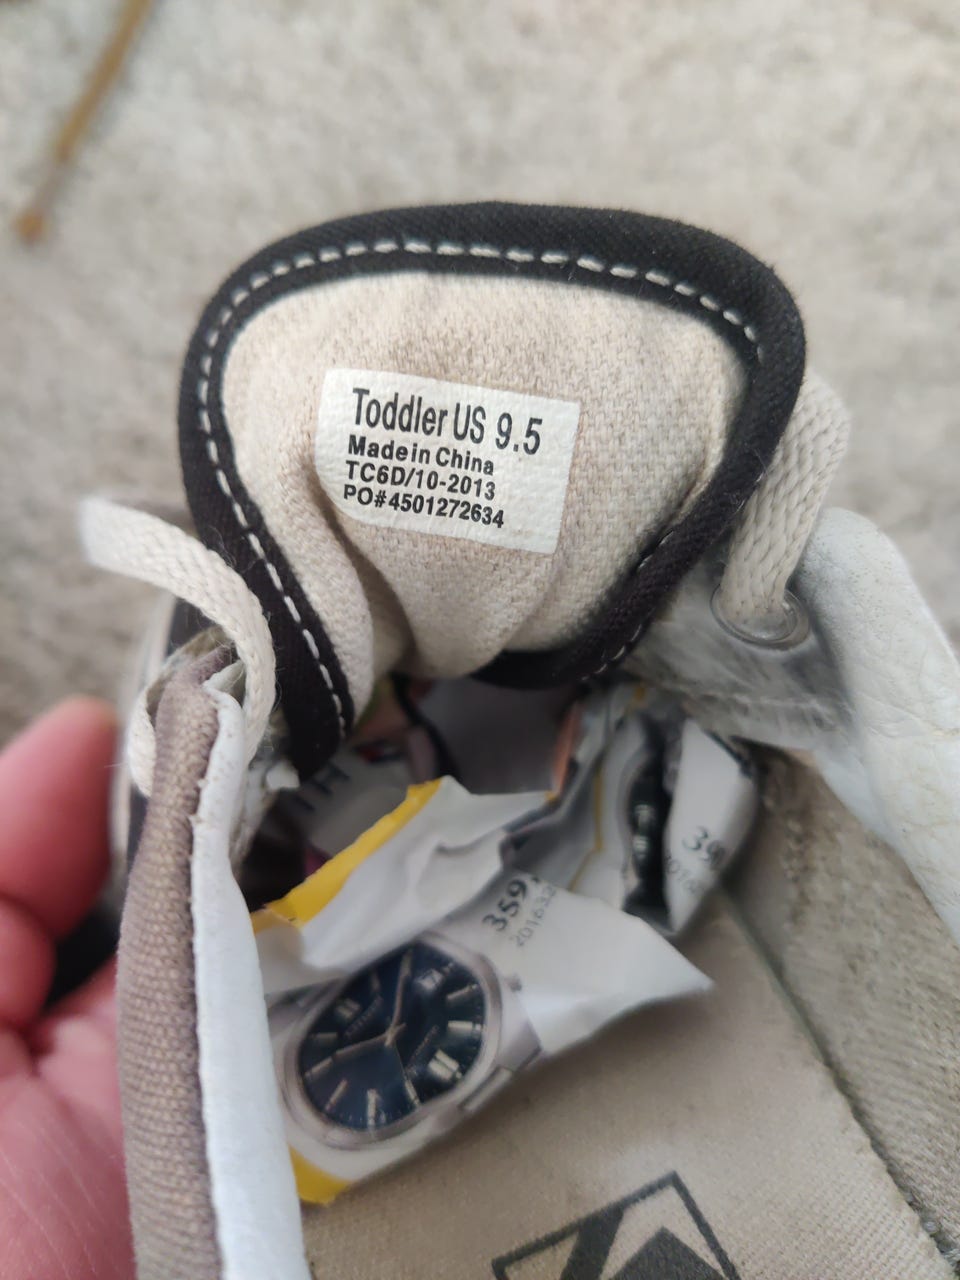 Toddler US 9.5
Made in China
TC6D/10-2013
PO#4501272634